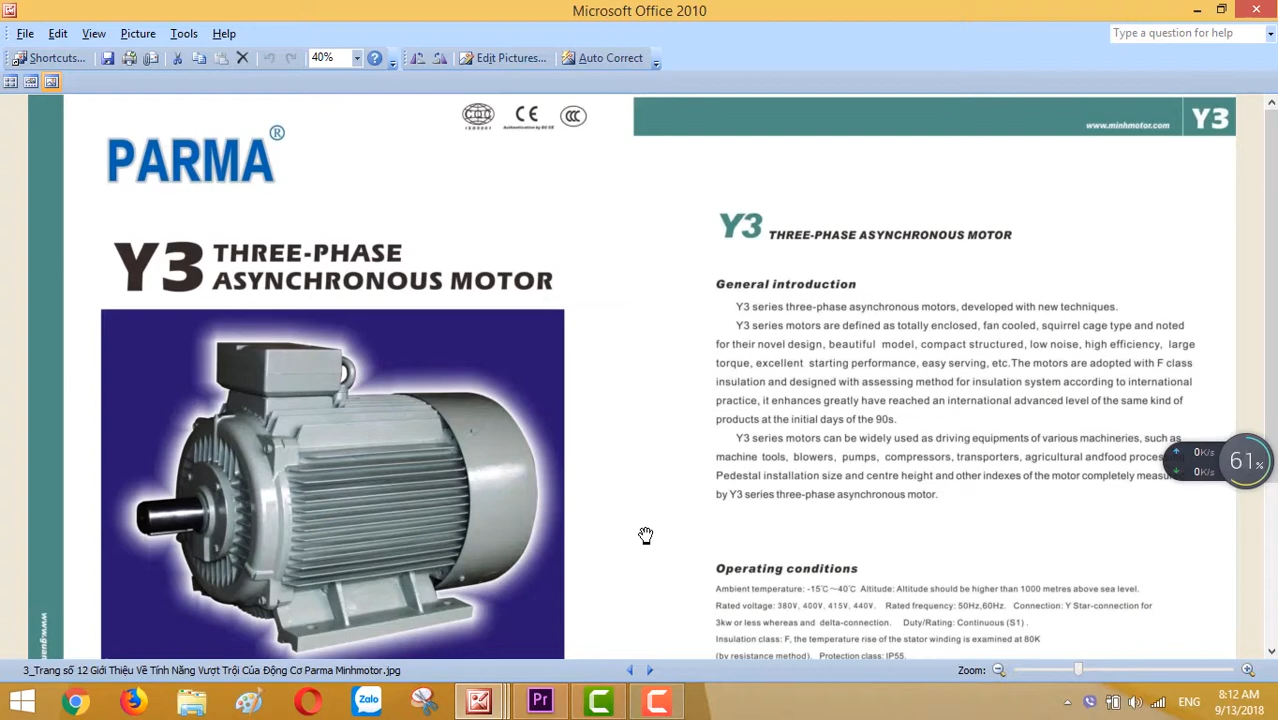 Microsoft Office 2010
File Edit View Picture Tools Help
Type a question for help
Shortcuts... 40% Edit Pictures... Auto Correct
PARMA®
ISO9001
CE
Authentication by EC CE
CCC
www.minhmotor.com
Y3
Y3 THREE-PHASE
ASYNCHRONOUS MOTOR
Y3 THREE-PHASE ASYNCHRONOUS MOTOR
General introduction
Y3 series three-phase asynchronous motors, developed with new techniques.
Y3 series motors are defined as totally enclosed, fan cooled, squirrel cage type and noted
for their novel design, beautiful model, compact structured, low noise, high efficiency, large
torque, excellent starting performance, easy serving, etc.The motors are adopted with F class
insulation and designed with assessing method for insulation system according to international
practice, it enhances greatly have reached an international advanced level of the same kind of
products at the initial days of the 90s.
Y3 series motors can be widely used as driving equipments of various machineries, such as
machine tools, blowers, pumps, compressors, transporters, agricultural andfood
Pedestal installation size and centre height and other indexes of the motor completely
by Y3 series three-phase asynchronous motor.
0K/s
0K/s
61%
Operating conditions
Ambient temperature: -15℃～40℃ Altitude: Altitude should be higher than 1000 metres above sea level.
Rated voltage: 380V, 400V, 415V, 440V. Rated frequency: 50Hz,60Hz. Connection: Y Star-connection for
3kw or less whereas and delta-connection. Duty/Rating: Continuous (S1) .
Insulation class: F, the temperature rise of the stator winding is examined at 80K
(by resistance method). Protection class: IP55.
3_Trang số 12 Giới Thiệu Về Tính Năng Vượt Trội Của Động Cơ Parma Minhmotor.jpg
Zoom:
Zalo
Pr
ENG
8:12 AM
9/13/2018